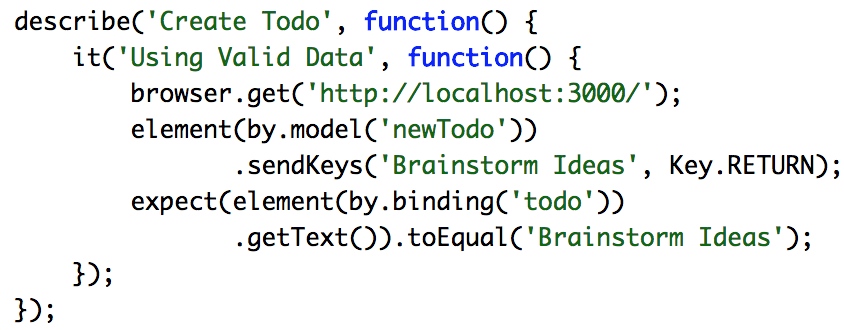 describe('Create Todo', function() {
    it('Using Valid Data', function() {
        browser.get('http://localhost:3000/');
        element(by.model('newTodo'))
               .sendKeys('Brainstorm Ideas', Key.RETURN);
        expect(element(by.binding('todo'))
               .getText()).toEqual('Brainstorm Ideas');
    });
});